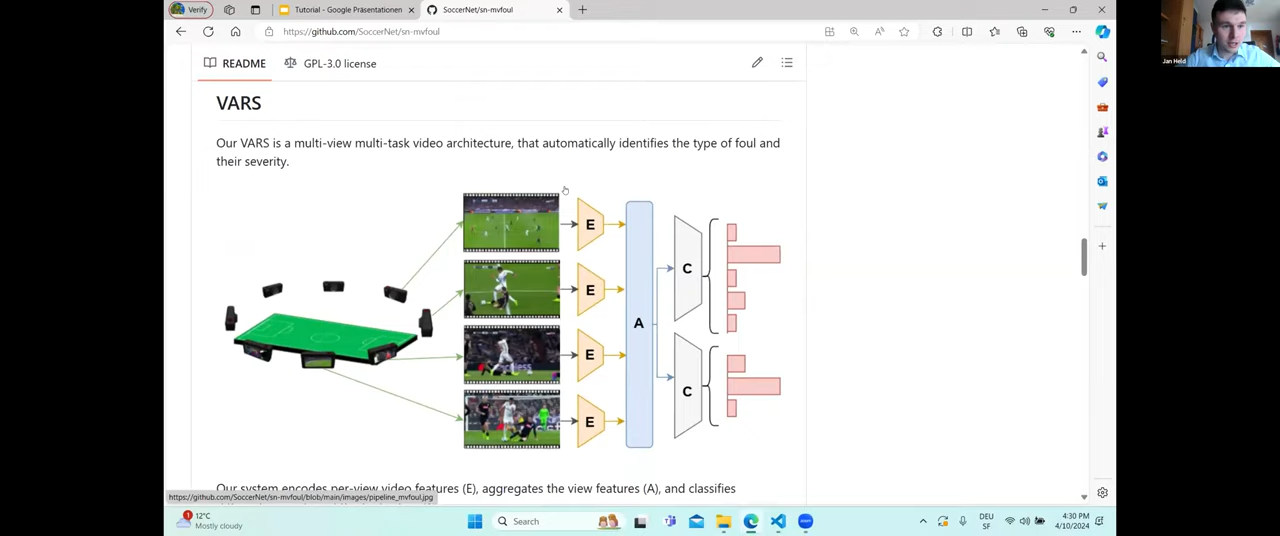 Verify
Tutorial - Google Präsentationen
SoccerNet/sn-mvfoul
https://github.com/SoccerNet/sn-mvfoul
Jan Held
README
GPL-3.0 license
VARS
Our VARS is a multi-view multi-task video architecture, that automatically identifies the type of foul and
their severity.
E
E
E
E
A
C
C
Our system encodes per-view video features (E), aggregates the view features (A), and classifies
https://github.com/SoccerNet/sn-mvfoul/blob/main/images/pipeline_mvfoul.jpg
1
12°C
Mostly cloudy
Search
DEU
SF
4:30 PM
4/10/2024